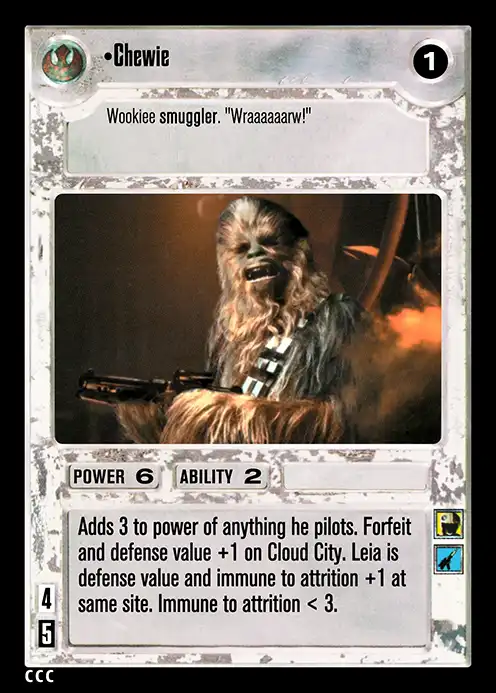 •Chewie
1
Wookiee smuggler. "Wraaaaaarw!"
POWER 6
ABILITY 2
Adds 3 to power of anything he pilots. Forfeit
and defense value +1 on Cloud City. Leia is
defense value and immune to attrition +1 at
same site. Immune to attrition < 3.
4
5
CCC